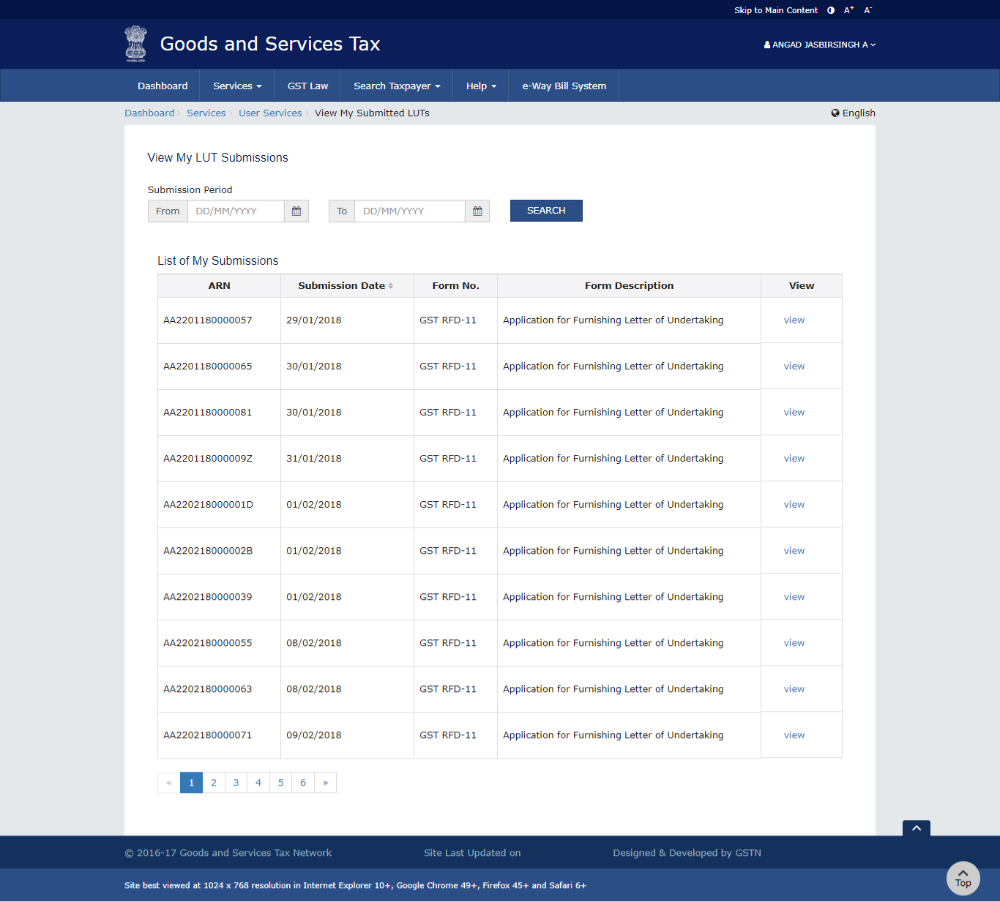 Skip to Main Content A+ A-
Goods and Services Tax
ANGAD JASBIRSINGH A
Dashboard Services GST Law Search Taxpayer Help e-Way Bill System
Dashboard › Services › User Services › View My Submitted LUTs English
View My LUT Submissions
Submission Period
From DD/MM/YYYY To DD/MM/YYYY SEARCH
List of My Submissions
ARN Submission Date Form No. Form Description View
AA2201180000057 29/01/2018 GST RFD-11 Application for Furnishing Letter of Undertaking view
AA2201180000065 30/01/2018 GST RFD-11 Application for Furnishing Letter of Undertaking view
AA2201180000081 30/01/2018 GST RFD-11 Application for Furnishing Letter of Undertaking view
AA220118000009Z 31/01/2018 GST RFD-11 Application for Furnishing Letter of Undertaking view
AA220218000001D 01/02/2018 GST RFD-11 Application for Furnishing Letter of Undertaking view
AA220218000002B 01/02/2018 GST RFD-11 Application for Furnishing Letter of Undertaking view
AA2202180000039 01/02/2018 GST RFD-11 Application for Furnishing Letter of Undertaking view
AA2202180000055 08/02/2018 GST RFD-11 Application for Furnishing Letter of Undertaking view
AA2202180000063 08/02/2018 GST RFD-11 Application for Furnishing Letter of Undertaking view
AA2202180000071 09/02/2018 GST RFD-11 Application for Furnishing Letter of Undertaking view
« 1 2 3 4 5 6 »
© 2016-17 Goods and Services Tax Network Site Last Updated on Designed & Developed by GSTN
Site best viewed at 1024 x 768 resolution in Internet Explorer 10+, Google Chrome 49+, Firefox 45+ and Safari 6+
Top